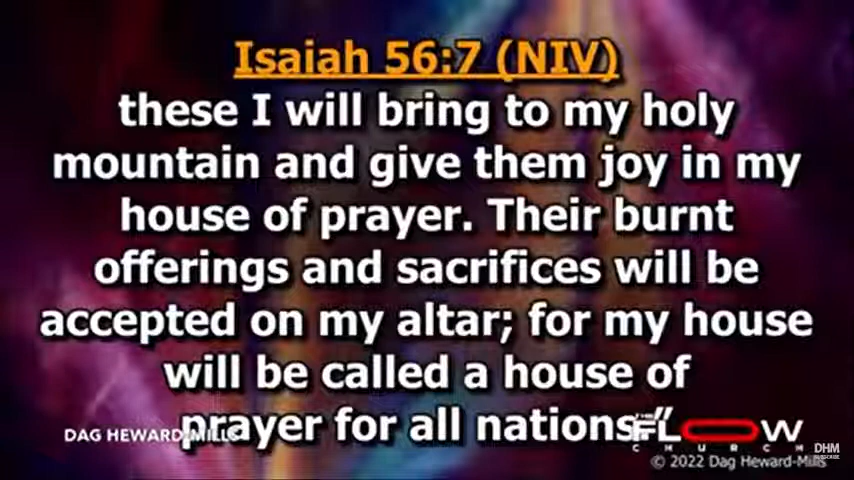 Isaiah 56:7 (NIV)
these I will bring to my holy
mountain and give them joy in my
house of prayer. Their burnt
offerings and sacrifices will be
accepted on my altar; for my house
will be called a house of
prayer for all nations.”
DAG HEWARD-MILLS
THE
FLOW
CHURCH
DHM
SUBSCRIBE
© 2022 Dag Heward-Mills